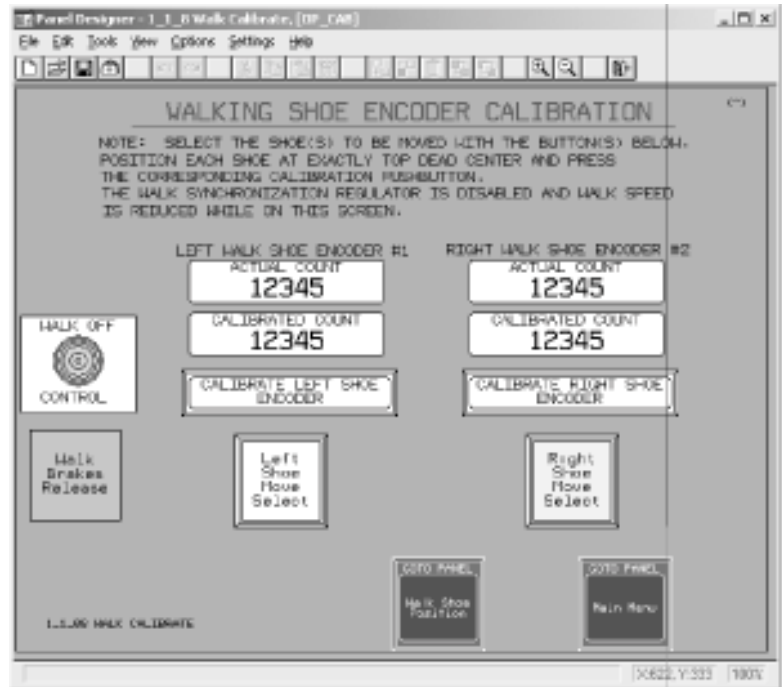 Panel Designer - 1_1_8 Walk Calibrate, [OP_CAB]
File Edit Tools View Options Settings Help
WALKING SHOE ENCODER CALIBRATION
NOTE: SELECT THE SHOE(S) TO BE MOVED WITH THE BUTTON(S) BELOW.
POSITION EACH SHOE AT EXACTLY TOP DEAD CENTER AND PRESS
THE CORRESPONDING CALIBRATION PUSHBUTTON.
THE WALK SYNCHRONIZATION REGULATOR IS DISABLED AND WALK SPEED
IS REDUCED WHILE ON THIS SCREEN.
LEFT WALK SHOE ENCODER #1
RIGHT WALK SHOE ENCODER #2
ACTUAL COUNT
12345
ACTUAL COUNT
12345
CALIBRATED COUNT
12345
CALIBRATED COUNT
12345
WALK OFF
CONTROL
CALIBRATE LEFT SHOE
ENCODER
CALIBRATE RIGHT SHOE
ENCODER
Walk
Brakes
Release
Left
Shoe
Move
Select
Right
Shoe
Move
Select
GOTO PANEL
Walk Shoe
Position
GOTO PANEL
Main Menu
1_1_08 WALK CALIBRATE
X:622, Y:333
100%